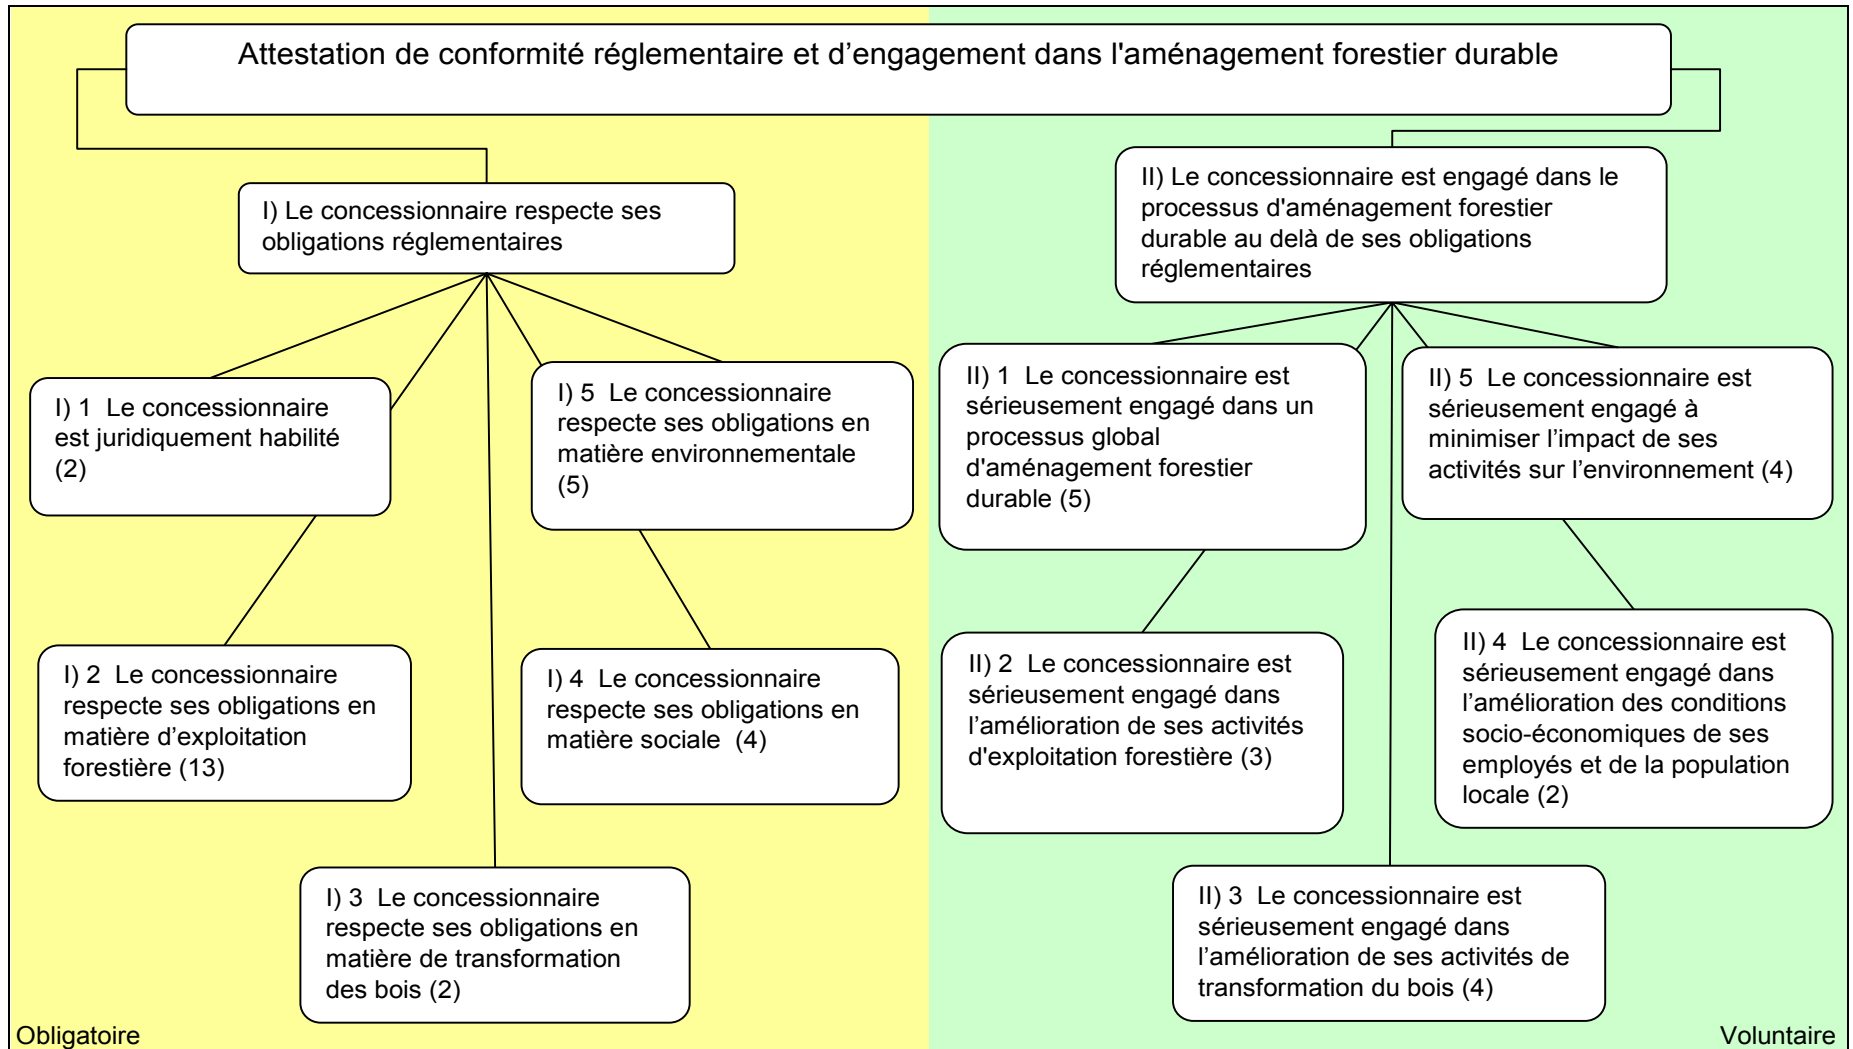 Attestation de conformité réglementaire et d’engagement dans l'aménagement forestier durable
I) Le concessionnaire respecte ses
obligations réglementaires
II) Le concessionnaire est engagé dans le
processus d'aménagement forestier
durable au delà de ses obligations
réglementaires
I) 1 Le concessionnaire
est juridiquement habilité
(2)
I) 5 Le concessionnaire
respecte ses obligations en
matière environnementale
(5)
II) 1 Le concessionnaire est
sérieusement engagé dans un
processus global
d'aménagement forestier
durable (5)
II) 5 Le concessionnaire est
sérieusement engagé à
minimiser l’impact de ses
activités sur l’environnement (4)
I) 2 Le concessionnaire
respecte ses obligations en
matière d’exploitation
forestière (13)
I) 4 Le concessionnaire
respecte ses obligations en
matière sociale (4)
II) 2 Le concessionnaire est
sérieusement engagé dans
l’amélioration de ses activités
d'exploitation forestière (3)
II) 4 Le concessionnaire est
sérieusement engagé dans
l’amélioration des conditions
socio-économiques de ses
employés et de la population
locale (2)
I) 3 Le concessionnaire
respecte ses obligations en
matière de transformation
des bois (2)
II) 3 Le concessionnaire est
sérieusement engagé dans
l’amélioration de ses activités de
transformation du bois (4)
Obligatoire
Voluntaire